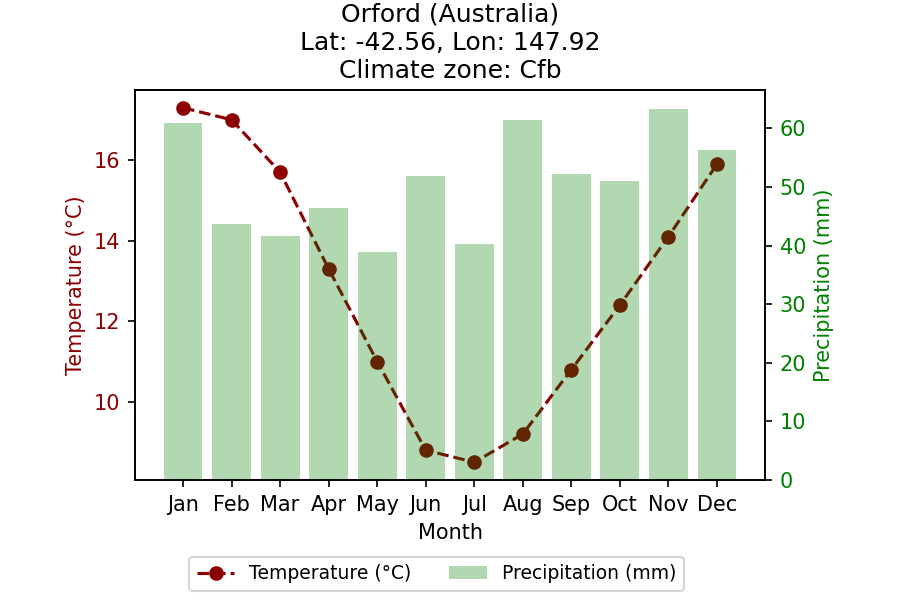 Orford (Australia)
Lat: -42.56, Lon: 147.92
Climate zone: Cfb
Temperature (°C)
16
14
12
10
Precipitation (mm)
60
50
40
30
20
10
0
Jan Feb Mar Apr May Jun Jul Aug Sep Oct Nov Dec
Month
Temperature (°C) Precipitation (mm)